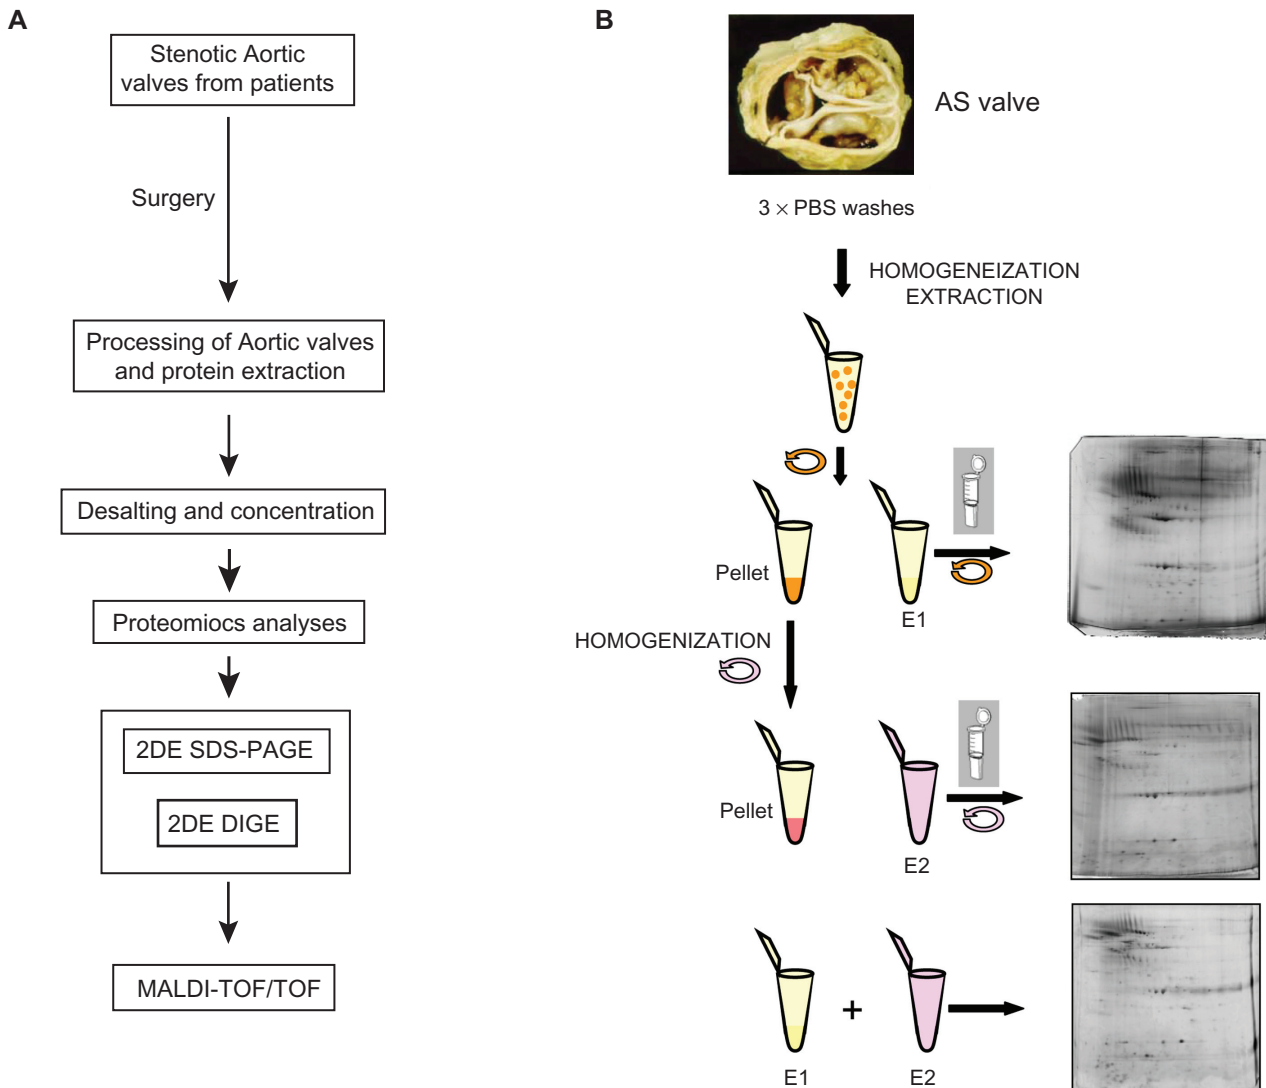 A
Stenotic Aortic
valves from patients
Surgery
Processing of Aortic valves
and protein extraction
Desalting and concentration
Proteomiocs analyses
2DE SDS-PAGE
2DE DIGE
MALDI-TOF/TOF
B
AS valve
3 × PBS washes
HOMOGENEIZATION
EXTRACTION
Pellet
E1
HOMOGENIZATION
Pellet
E2
E1
+
E2